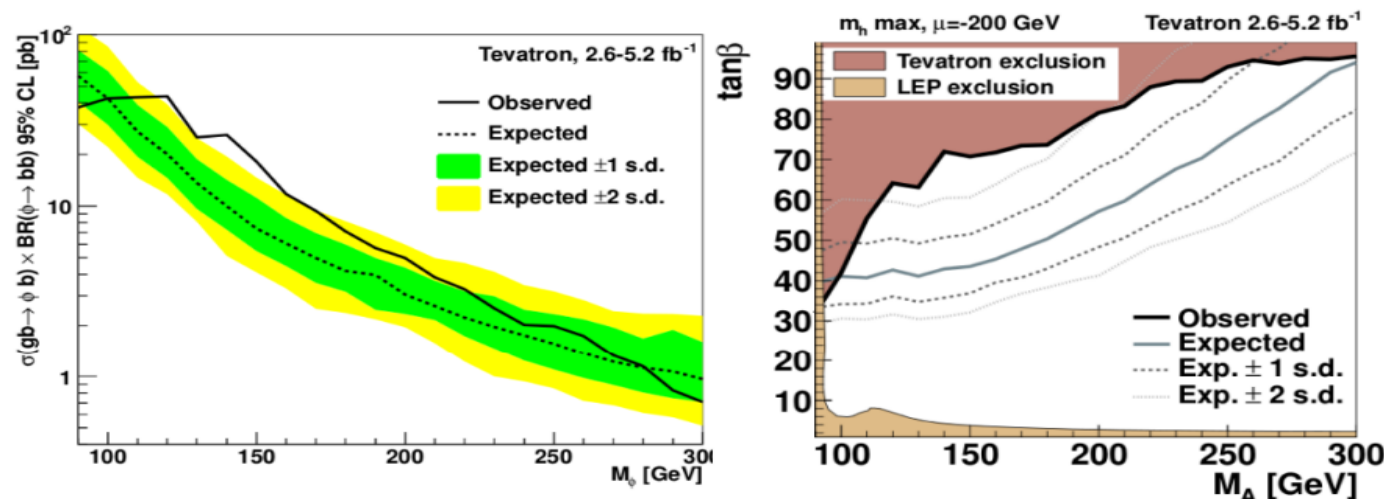 σ(gb→ ϕ b) × BR(ϕ→ bb) 95% CL [pb]
10²
10
1
Tevatron, 2.6-5.2 fb⁻¹
Observed
Expected
Expected ±1 s.d.
Expected ±2 s.d.
100 150 200 250 300
M_ϕ [GeV]
m_h max, μ=-200 GeV Tevatron 2.6-5.2 fb⁻¹
tanβ
Tevatron exclusion
LEP exclusion
90
80
70
60
50
40
30
20
10
Observed
Expected
Exp. ± 1 s.d.
Exp. ± 2 s.d.
100 150 200 250 300
M_A [GeV]